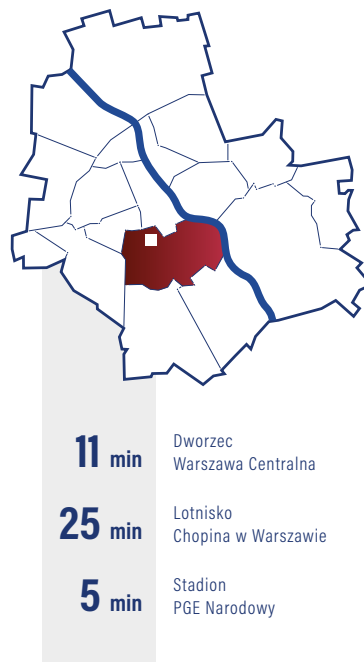 11 min
Dworzec
Warszawa Centralna
25 min
Lotnisko
Chopina w Warszawie
5 min
Stadion
PGE Narodowy